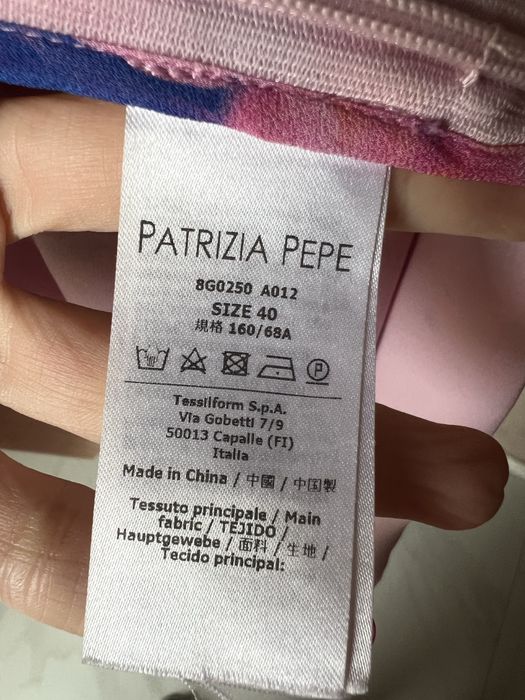 PATRIZIA PEPE
8G0250 A012
SIZE 40
規格 160/68A
P
Tessilform S.p.A.
Via Gobetti 7/9
50013 Capalle (FI)
Italia
Made in China / 中國 / 中国製
Tessuto principale / Main
fabric / TEJIDO /
Hauptgewebe / 面料 / 生地 /
Tecido principal: